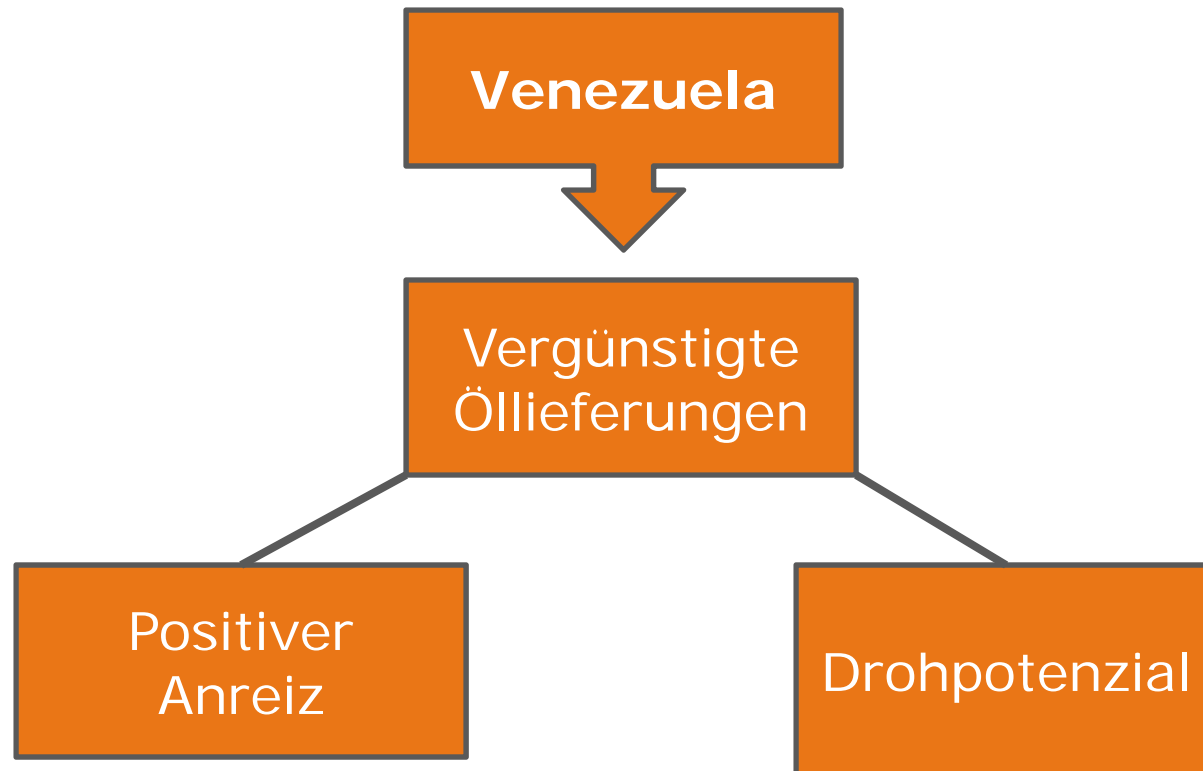 Venezuela
Vergünstigte
Öllieferungen
Positiver
Anreiz
Drohpotenzial